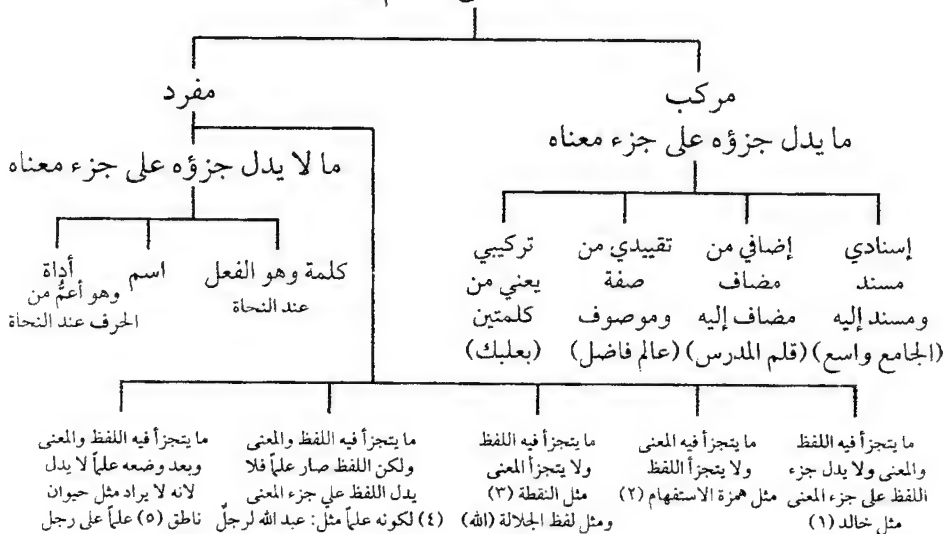 مركب
ما يدل جزؤه على جزء معناه
إسنادي
مسند
ومسند إليه
(الجامع واسع)
إضافي من
مضاف
مضاف إليه
(قلم المدرس)
تقييدي من
صفة
وموصوف
(عالم فاضل)
تركيبي
يعني من
كلمتين
(بعلبك)
مفرد
ما لا يدل جزؤه على جزء معناه
كلمة وهو الفعل
عند النحاة
اسم
أداة
وهو أعمُّ من
الحرف عند النحاة
ما يتجزأ فيه اللفظ
والمعنى ولا يدل جزء
اللفظ على جزء المعنى
مثل خالد (١)
ما يتجزأ فيه المعنى
ولا يتجزأ اللفظ
مثل همزة الاستفهام (٢)
ما يتجزأ فيه اللفظ
ولا يتجزأ المعنى
مثل النقطة (٣)
ومثل لفظ الجلالة (الله)
ما يتجزأ فيه اللفظ والمعنى
ولكن اللفظ صار علماً فلا
يدل اللفظ على جزء المعنى
(٤) لكونه علماً مثل: عبد الله لرجلٌ
ما يتجزأ فيه اللفظ والمعنى
وبعد وضعه علماً لا يدل
لانه لا يراد مثل حيوان
ناطق (٥) علماً على رجل